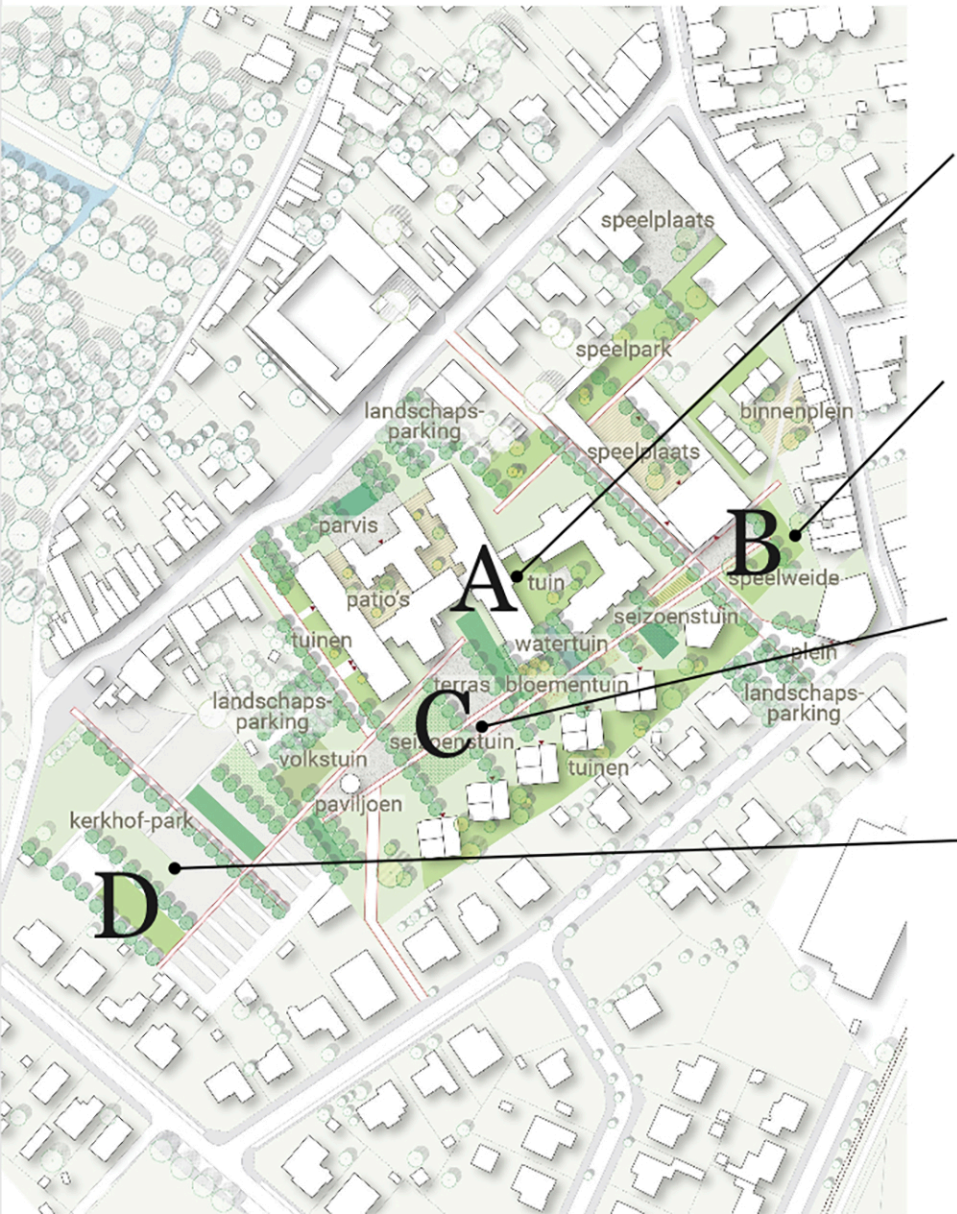 speelplaats
speelpark
landschaps-
parking
binnenplein
speelplaats
parvis
B
A
tuin
speelweide
patio's
seizoenstuin
tuinen
watertuin
plein
terras
bloementuin
landschaps-
parking
landschaps-
parking
C
seizoenstuin
volkstuin
tuinen
paviljoen
kerkhof-park
D